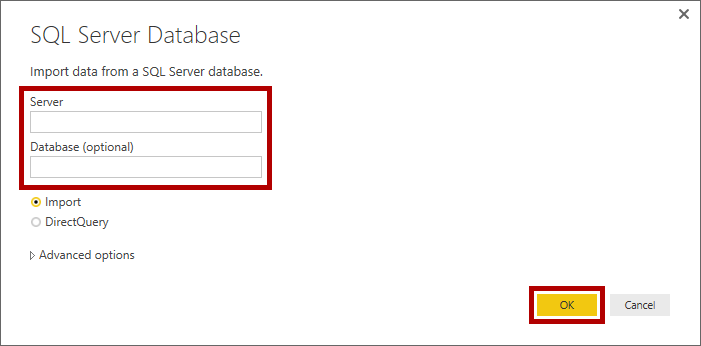 SQL Server Database
Import data from a SQL Server database.
Server
Database (optional)
Import
DirectQuery
Advanced options
OK
Cancel